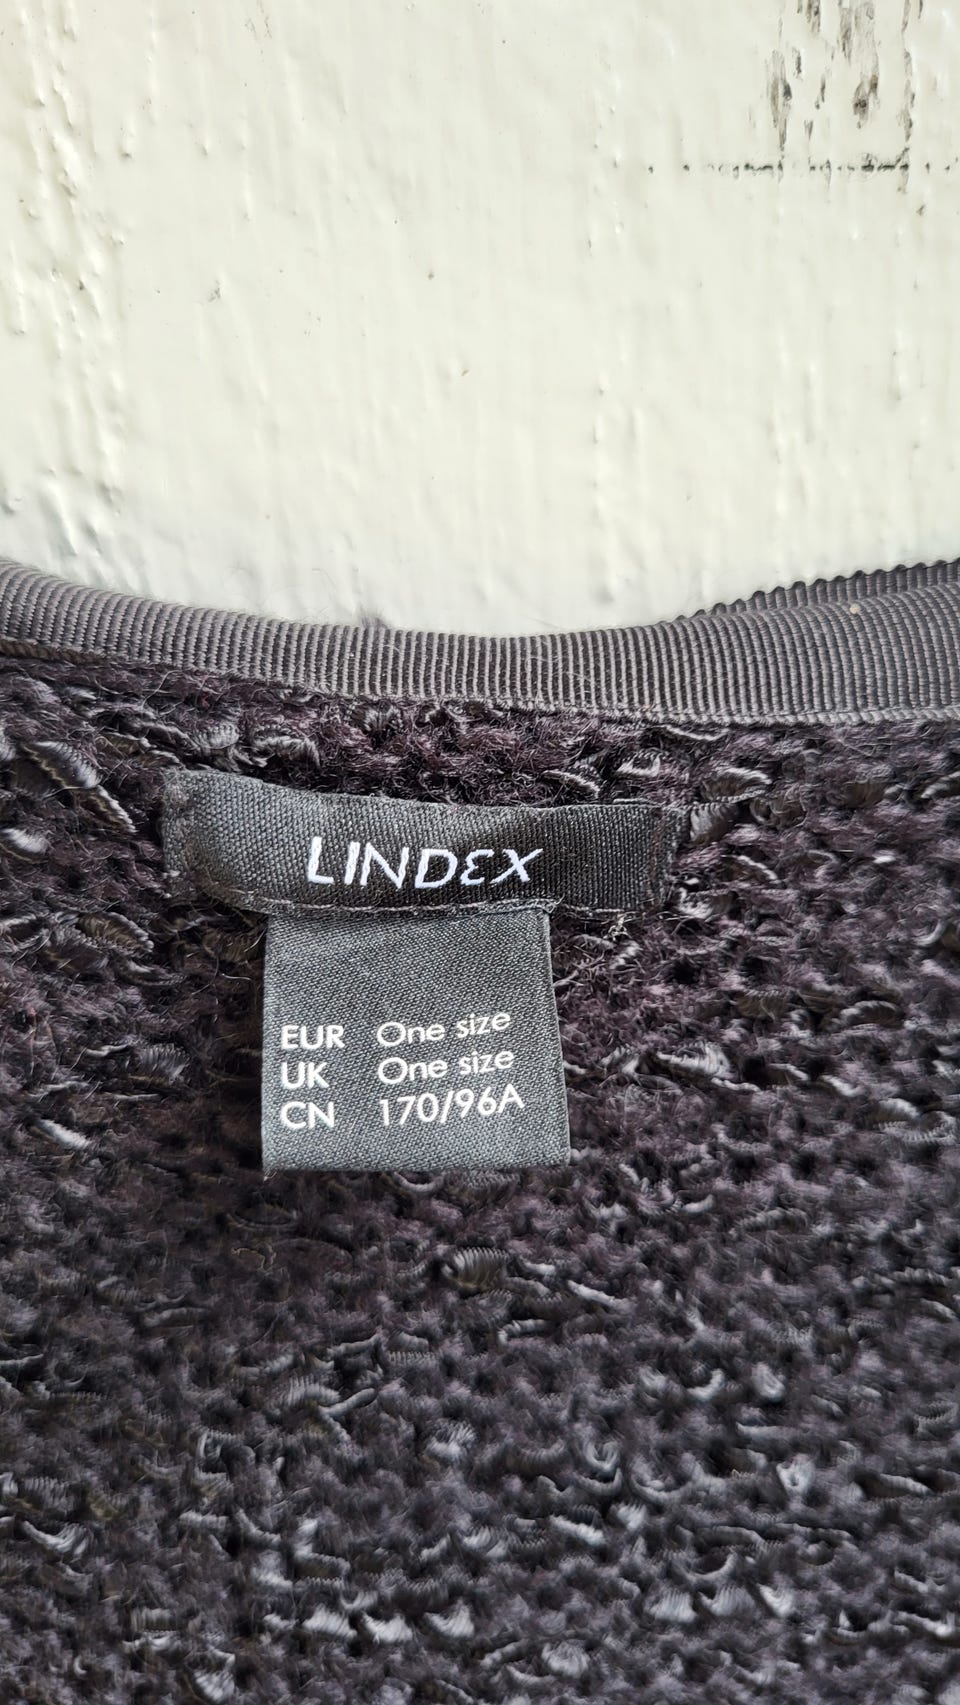 LINDEX
EUR One size
UK One size
CN 170/96A